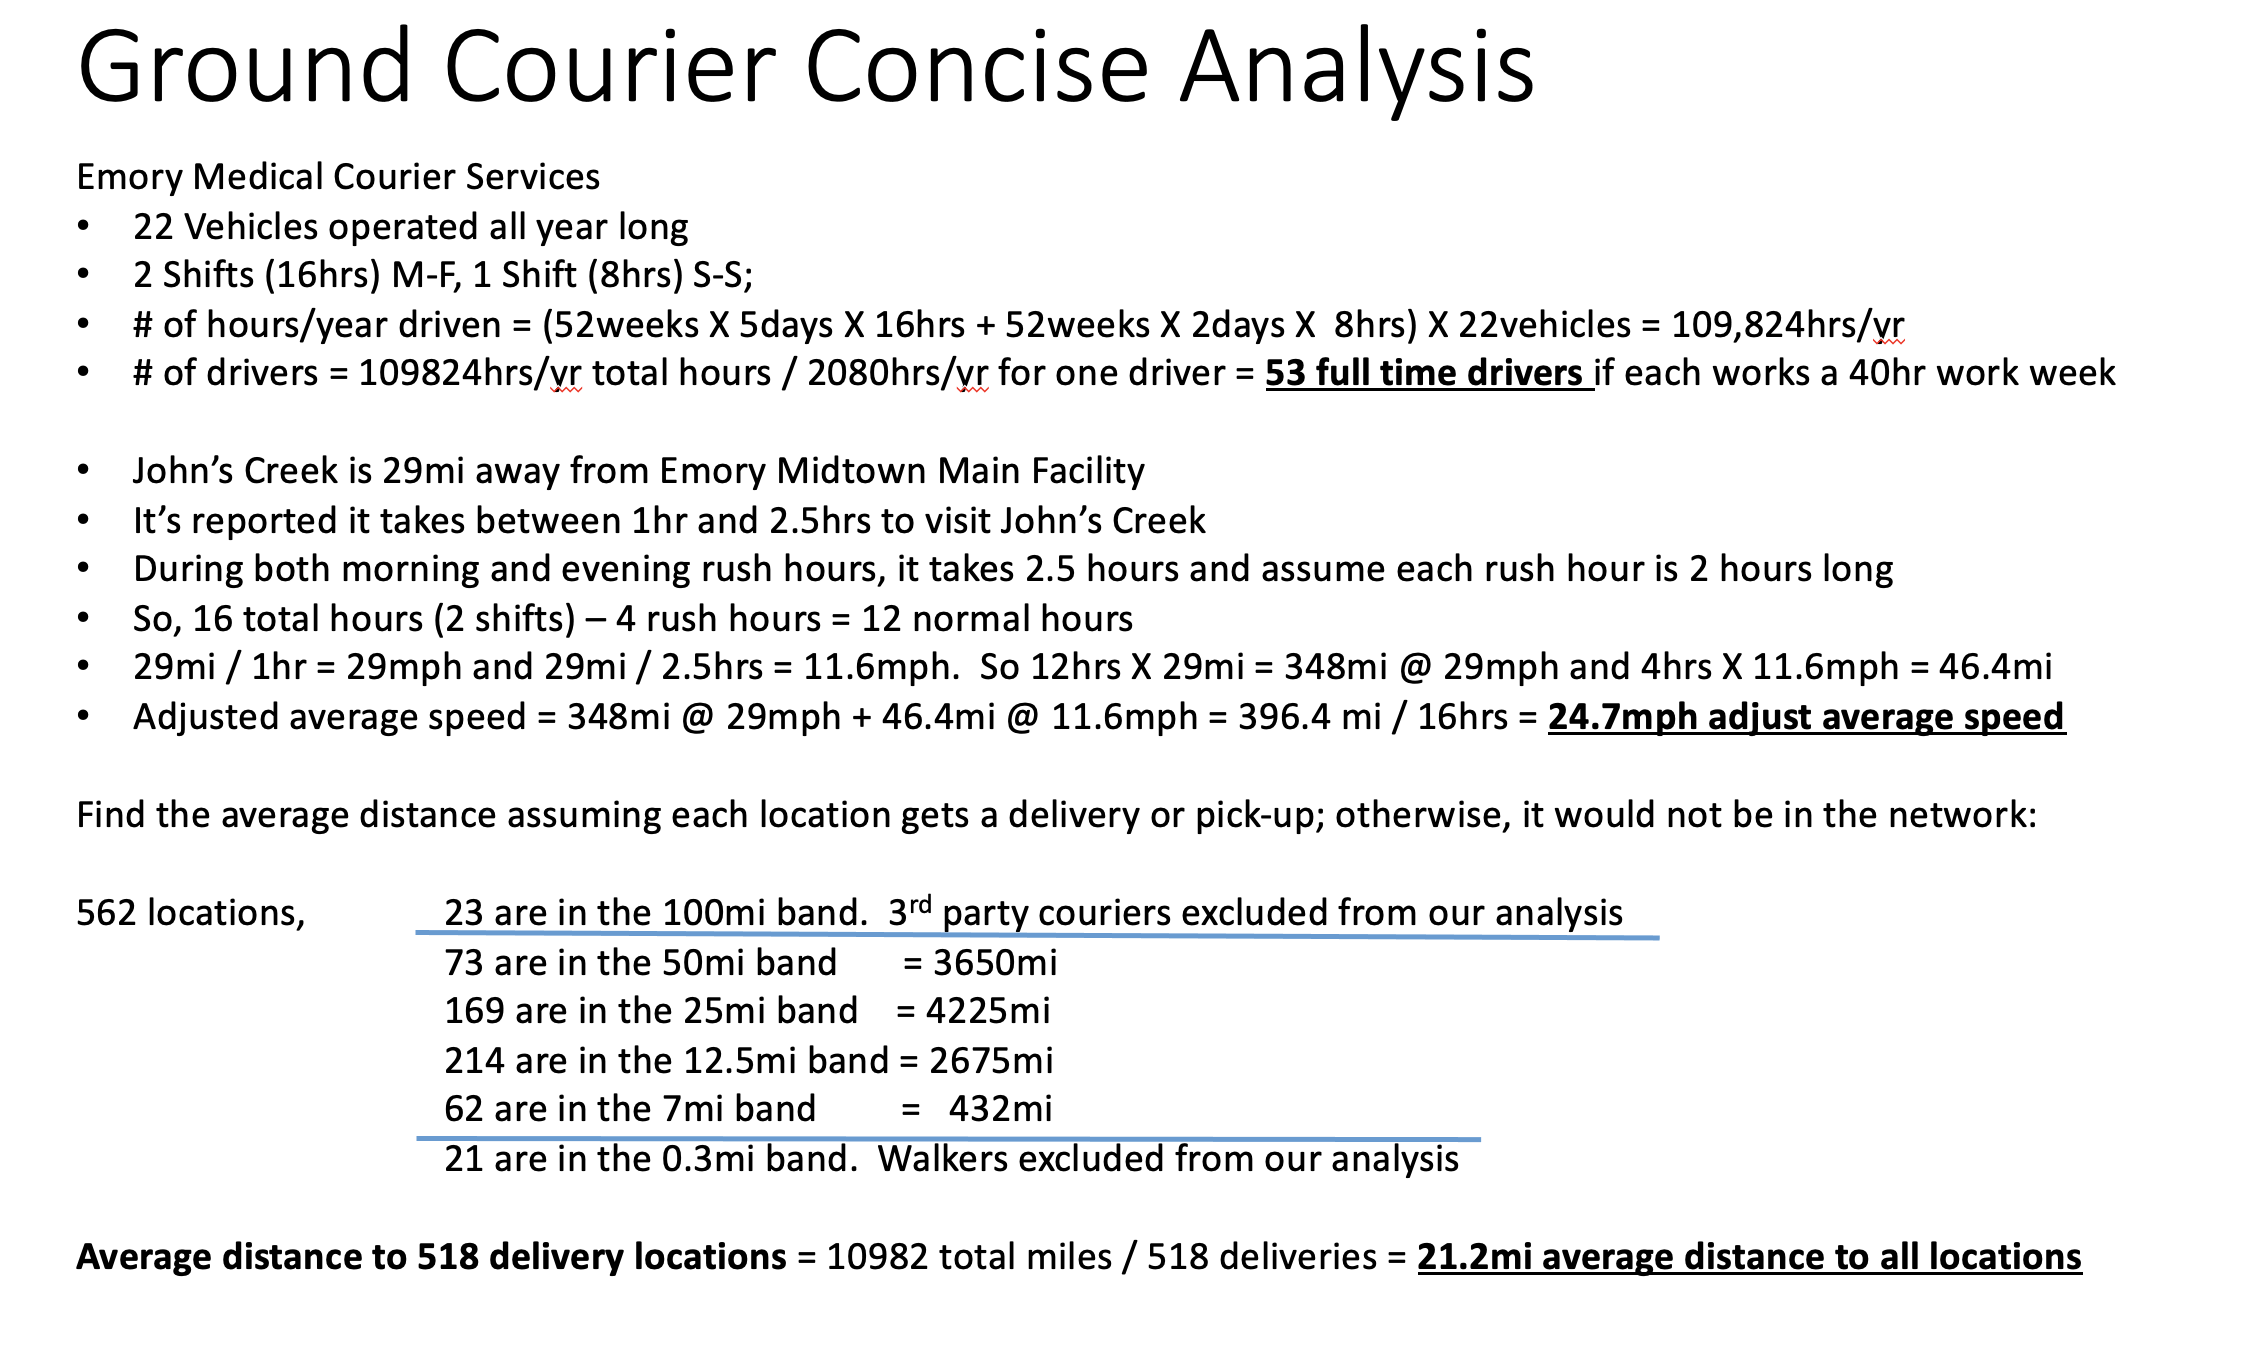 Ground Courier Concise Analysis
Emory Medical Courier Services
• 22 Vehicles operated all year long
• 2 Shifts (16hrs) M-F, 1 Shift (8hrs) S-S;
• # of hours/year driven = (52weeks X 5days X 16hrs + 52weeks X 2days X  8hrs) X 22vehicles = 109,824hrs/yr
• # of drivers = 109824hrs/yr total hours / 2080hrs/yr for one driver = 53 full time drivers if each works a 40hr work week
• John’s Creek is 29mi away from Emory Midtown Main Facility
• It’s reported it takes between 1hr and 2.5hrs to visit John’s Creek
• During both morning and evening rush hours, it takes 2.5 hours and assume each rush hour is 2 hours long
• So, 16 total hours (2 shifts) – 4 rush hours = 12 normal hours
• 29mi / 1hr = 29mph and 29mi / 2.5hrs = 11.6mph.  So 12hrs X 29mi = 348mi @ 29mph and 4hrs X 11.6mph = 46.4mi
• Adjusted average speed = 348mi @ 29mph + 46.4mi @ 11.6mph = 396.4 mi / 16hrs = 24.7mph adjust average speed
Find the average distance assuming each location gets a delivery or pick-up; otherwise, it would not be in the network:
562 locations, 23 are in the 100mi band.  3rd party couriers excluded from our analysis
73 are in the 50mi band = 3650mi
169 are in the 25mi band = 4225mi
214 are in the 12.5mi band = 2675mi
62 are in the 7mi band = 432mi
21 are in the 0.3mi band.  Walkers excluded from our analysis
Average distance to 518 delivery locations = 10982 total miles / 518 deliveries = 21.2mi average distance to all locations